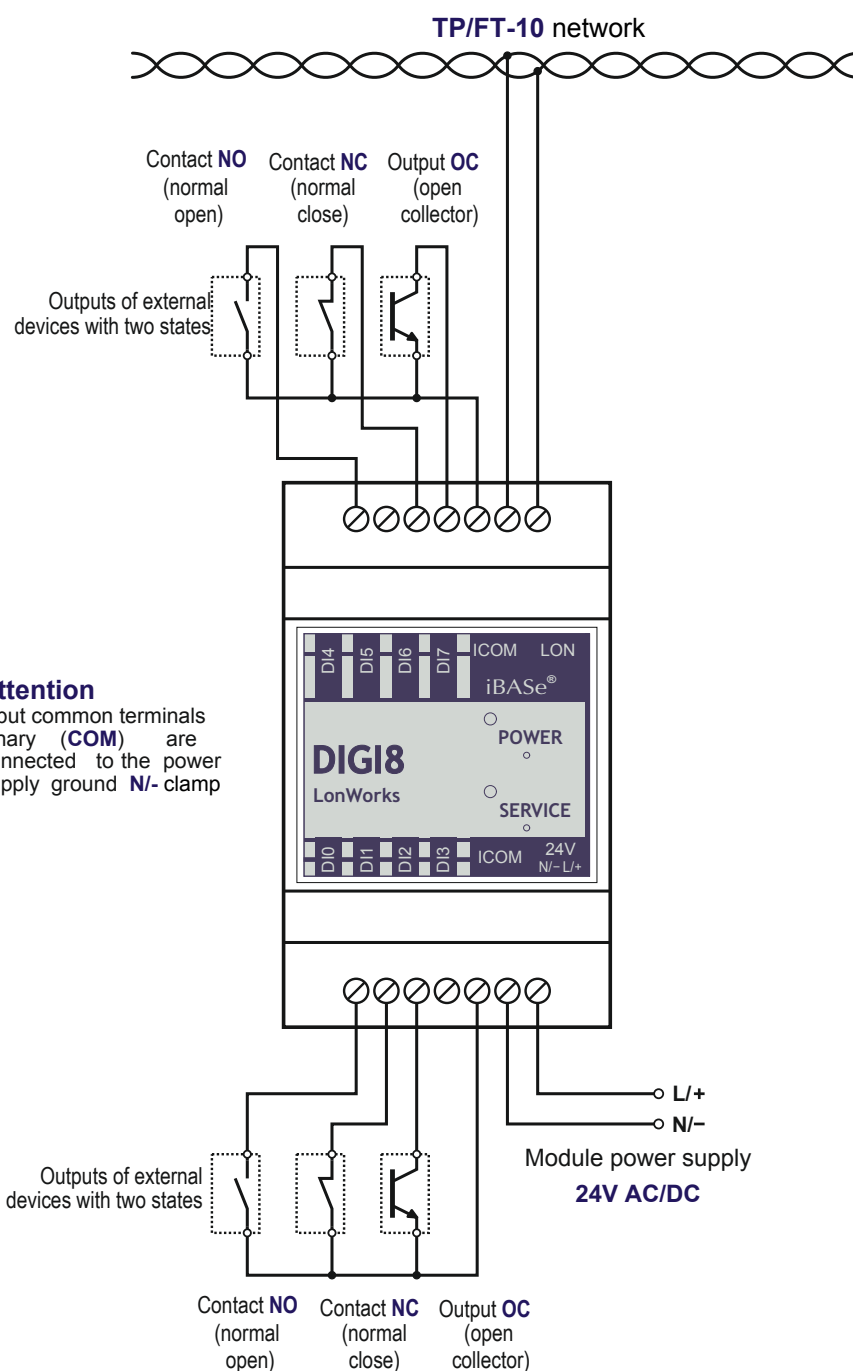 TP/FT-10 network
Contact NO
(normal
open)
Contact NC
(normal
close)
Output OC
(open
collector)
Outputs of external
devices with two states
DI4
DI5
DI6
DI7
ICOM
LON
iBASe®
ttention
put common terminals
nary (COM) are
nnected to the power
pply ground N/- clamp
POWER
DIGI8
LonWorks
SERVICE
DI0
DI1
DI2
DI3
ICOM
24V
N/− L/+
L/+
N/−
Module power supply
24V AC/DC
Outputs of external
devices with two states
Contact NO
(normal
open)
Contact NC
(normal
close)
Output OC
(open
collector)